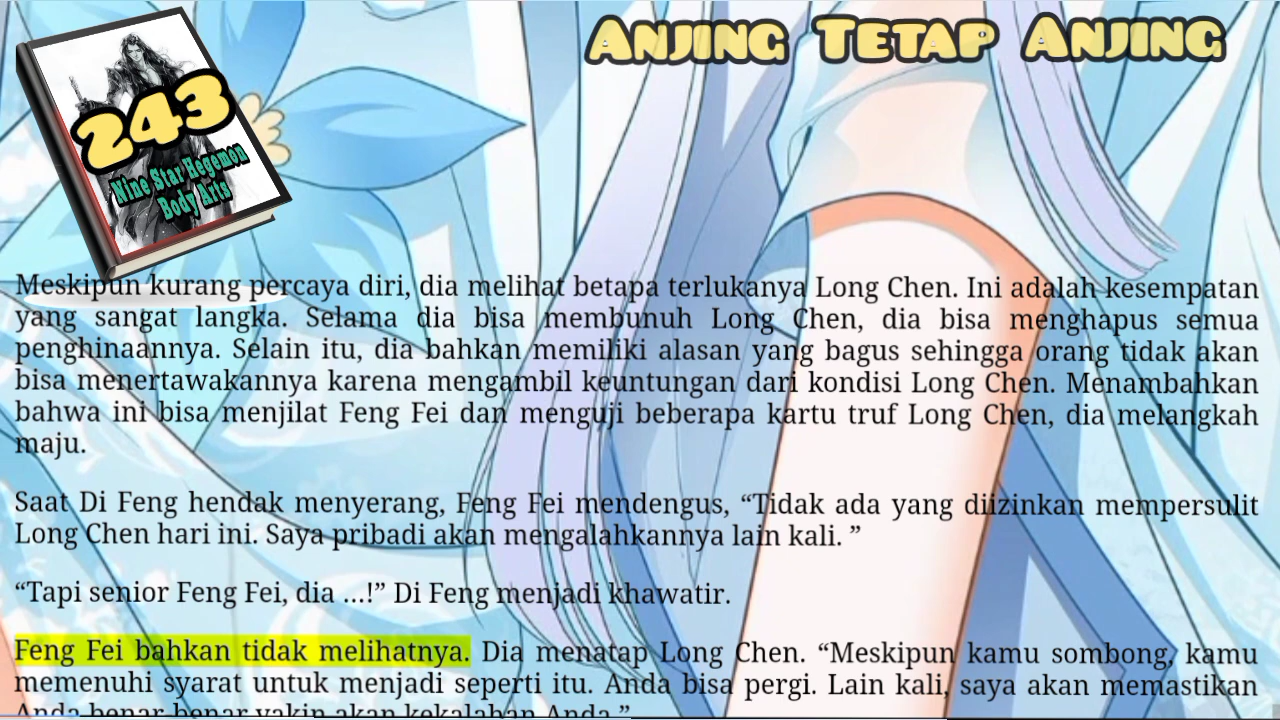 Anjing Tetap Anjing
243
Nine Star Hegemon
Body Arts
Meskipun kurang percaya diri, dia melihat betapa terlukanya Long Chen. Ini adalah kesempatan
yang sangat langka. Selama dia bisa membunuh Long Chen, dia bisa menghapus semua
penghinaannya. Selain itu, dia bahkan memiliki alasan yang bagus sehingga orang tidak akan
bisa menertawakannya karena mengambil keuntungan dari kondisi Long Chen. Menambahkan
bahwa ini bisa menjilat Feng Fei dan menguji beberapa kartu truf Long Chen, dia melangkah
maju.
Saat Di Feng hendak menyerang, Feng Fei mendengus, “Tidak ada yang diizinkan mempersulit
Long Chen hari ini. Saya pribadi akan mengalahkannya lain kali. ”
“Tapi senior Feng Fei, dia ...!” Di Feng menjadi khawatir.
Feng Fei bahkan tidak melihatnya. Dia menatap Long Chen. “Meskipun kamu sombong, kamu
memenuhi syarat untuk menjadi seperti itu. Anda bisa pergi. Lain kali, saya akan memastikan
Anda benar-benar yakin akan kekalahan Anda.”